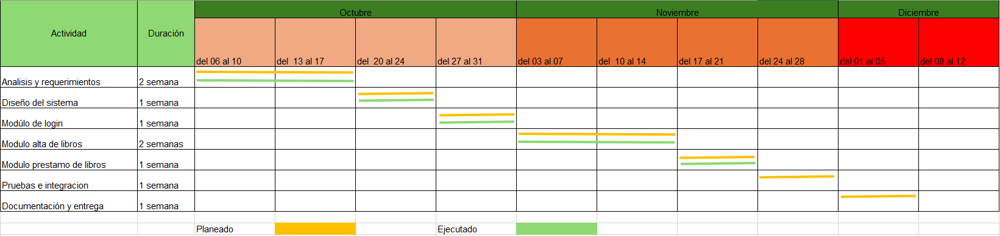 Octubre Noviembre Diciembre
Actividad Duración
del 06 al 10 del 13 al 17 del 20 al 24 del 27 al 31 del 03 al 07 del 10 al 14 del 17 al 21 del 24 al 28 del 01 al 05 del 08 al 12
Analisis y requerimientos 2 semana
Diseño del sistema 1 semana
Modúlo de login 1 semana
Modulo alta de libros 2 semanas
Modulo prestamo de libros 1 semana
Pruebas e integracion 1 semana
Documentación y entrega 1 semana
Planeado Ejecutado